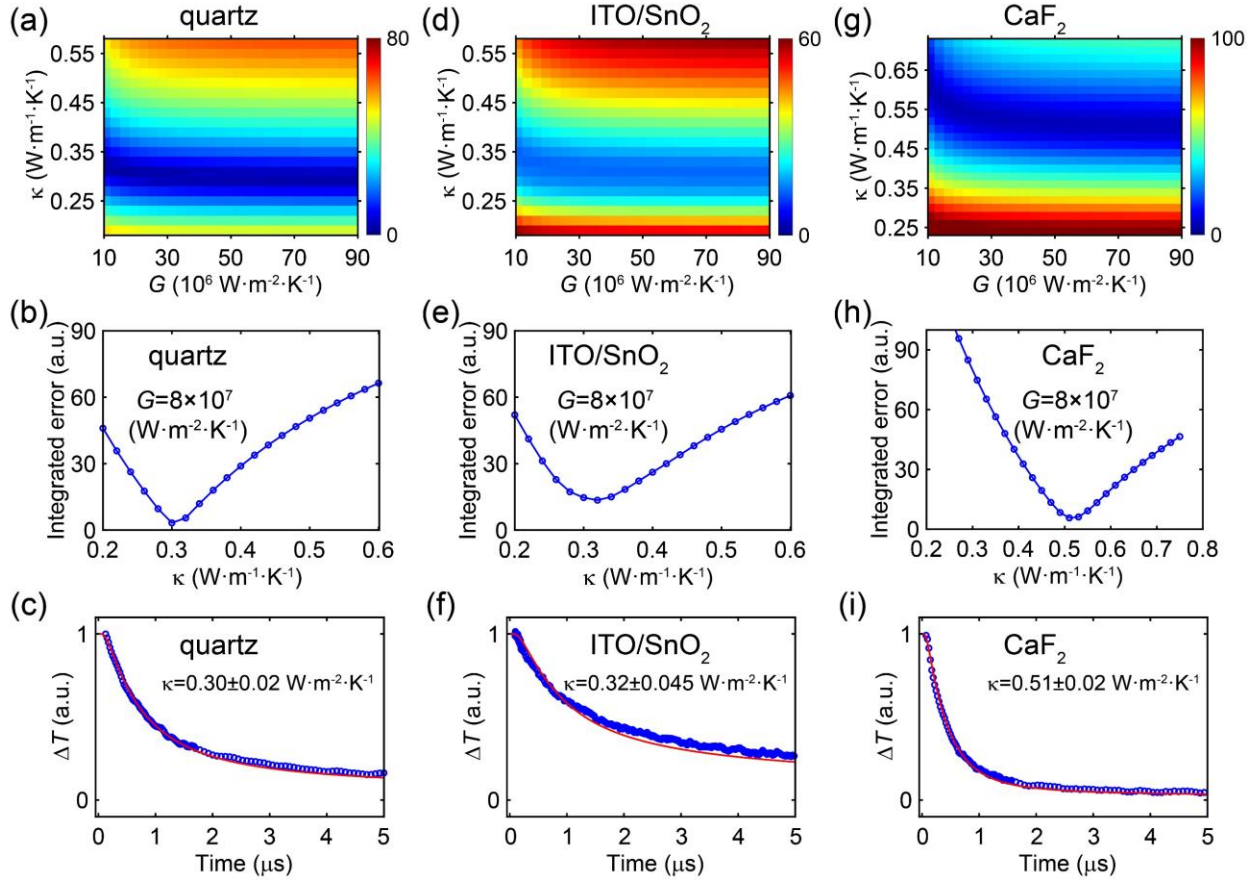 (a) quartz
80
0
0.55
0.45
0.35
0.25
κ (W·m⁻¹·K⁻¹)
10 30 50 70 90
G (10⁶ W·m⁻²·K⁻¹)
(d) ITO/SnO₂
60
0
0.55
0.45
0.35
0.25
κ (W·m⁻¹·K⁻¹)
10 30 50 70 90
G (10⁶ W·m⁻²·K⁻¹)
(g) CaF₂
100
0
0.65
0.55
0.45
0.35
0.25
κ (W·m⁻¹·K⁻¹)
10 30 50 70 90
G (10⁶ W·m⁻²·K⁻¹)
(b)
90
60
30
0
Integrated error (a.u.)
quartz
G=8×10⁷
(W·m⁻²·K⁻¹)
0.2 0.3 0.4 0.5 0.6
κ (W·m⁻¹·K⁻¹)
(e)
90
60
30
0
Integrated error (a.u.)
ITO/SnO₂
G=8×10⁷
(W·m⁻²·K⁻¹)
0.2 0.3 0.4 0.5 0.6
κ (W·m⁻¹·K⁻¹)
(h)
90
60
30
0
Integrated error (a.u.)
CaF₂
G=8×10⁷
(W·m⁻²·K⁻¹)
0.2 0.3 0.4 0.5 0.6 0.7 0.8
κ (W·m⁻¹·K⁻¹)
(c)
1
0
ΔT (a.u.)
quartz
κ=0.30±0.02 W·m⁻²·K⁻¹
0 1 2 3 4 5
Time (μs)
(f)
1
0
ΔT (a.u.)
ITO/SnO₂
κ=0.32±0.045 W·m⁻²·K⁻¹
0 1 2 3 4 5
Time (μs)
(i)
1
0
ΔT (a.u.)
CaF₂
κ=0.51±0.02 W·m⁻²·K⁻¹
0 1 2 3 4 5
Time (μs)